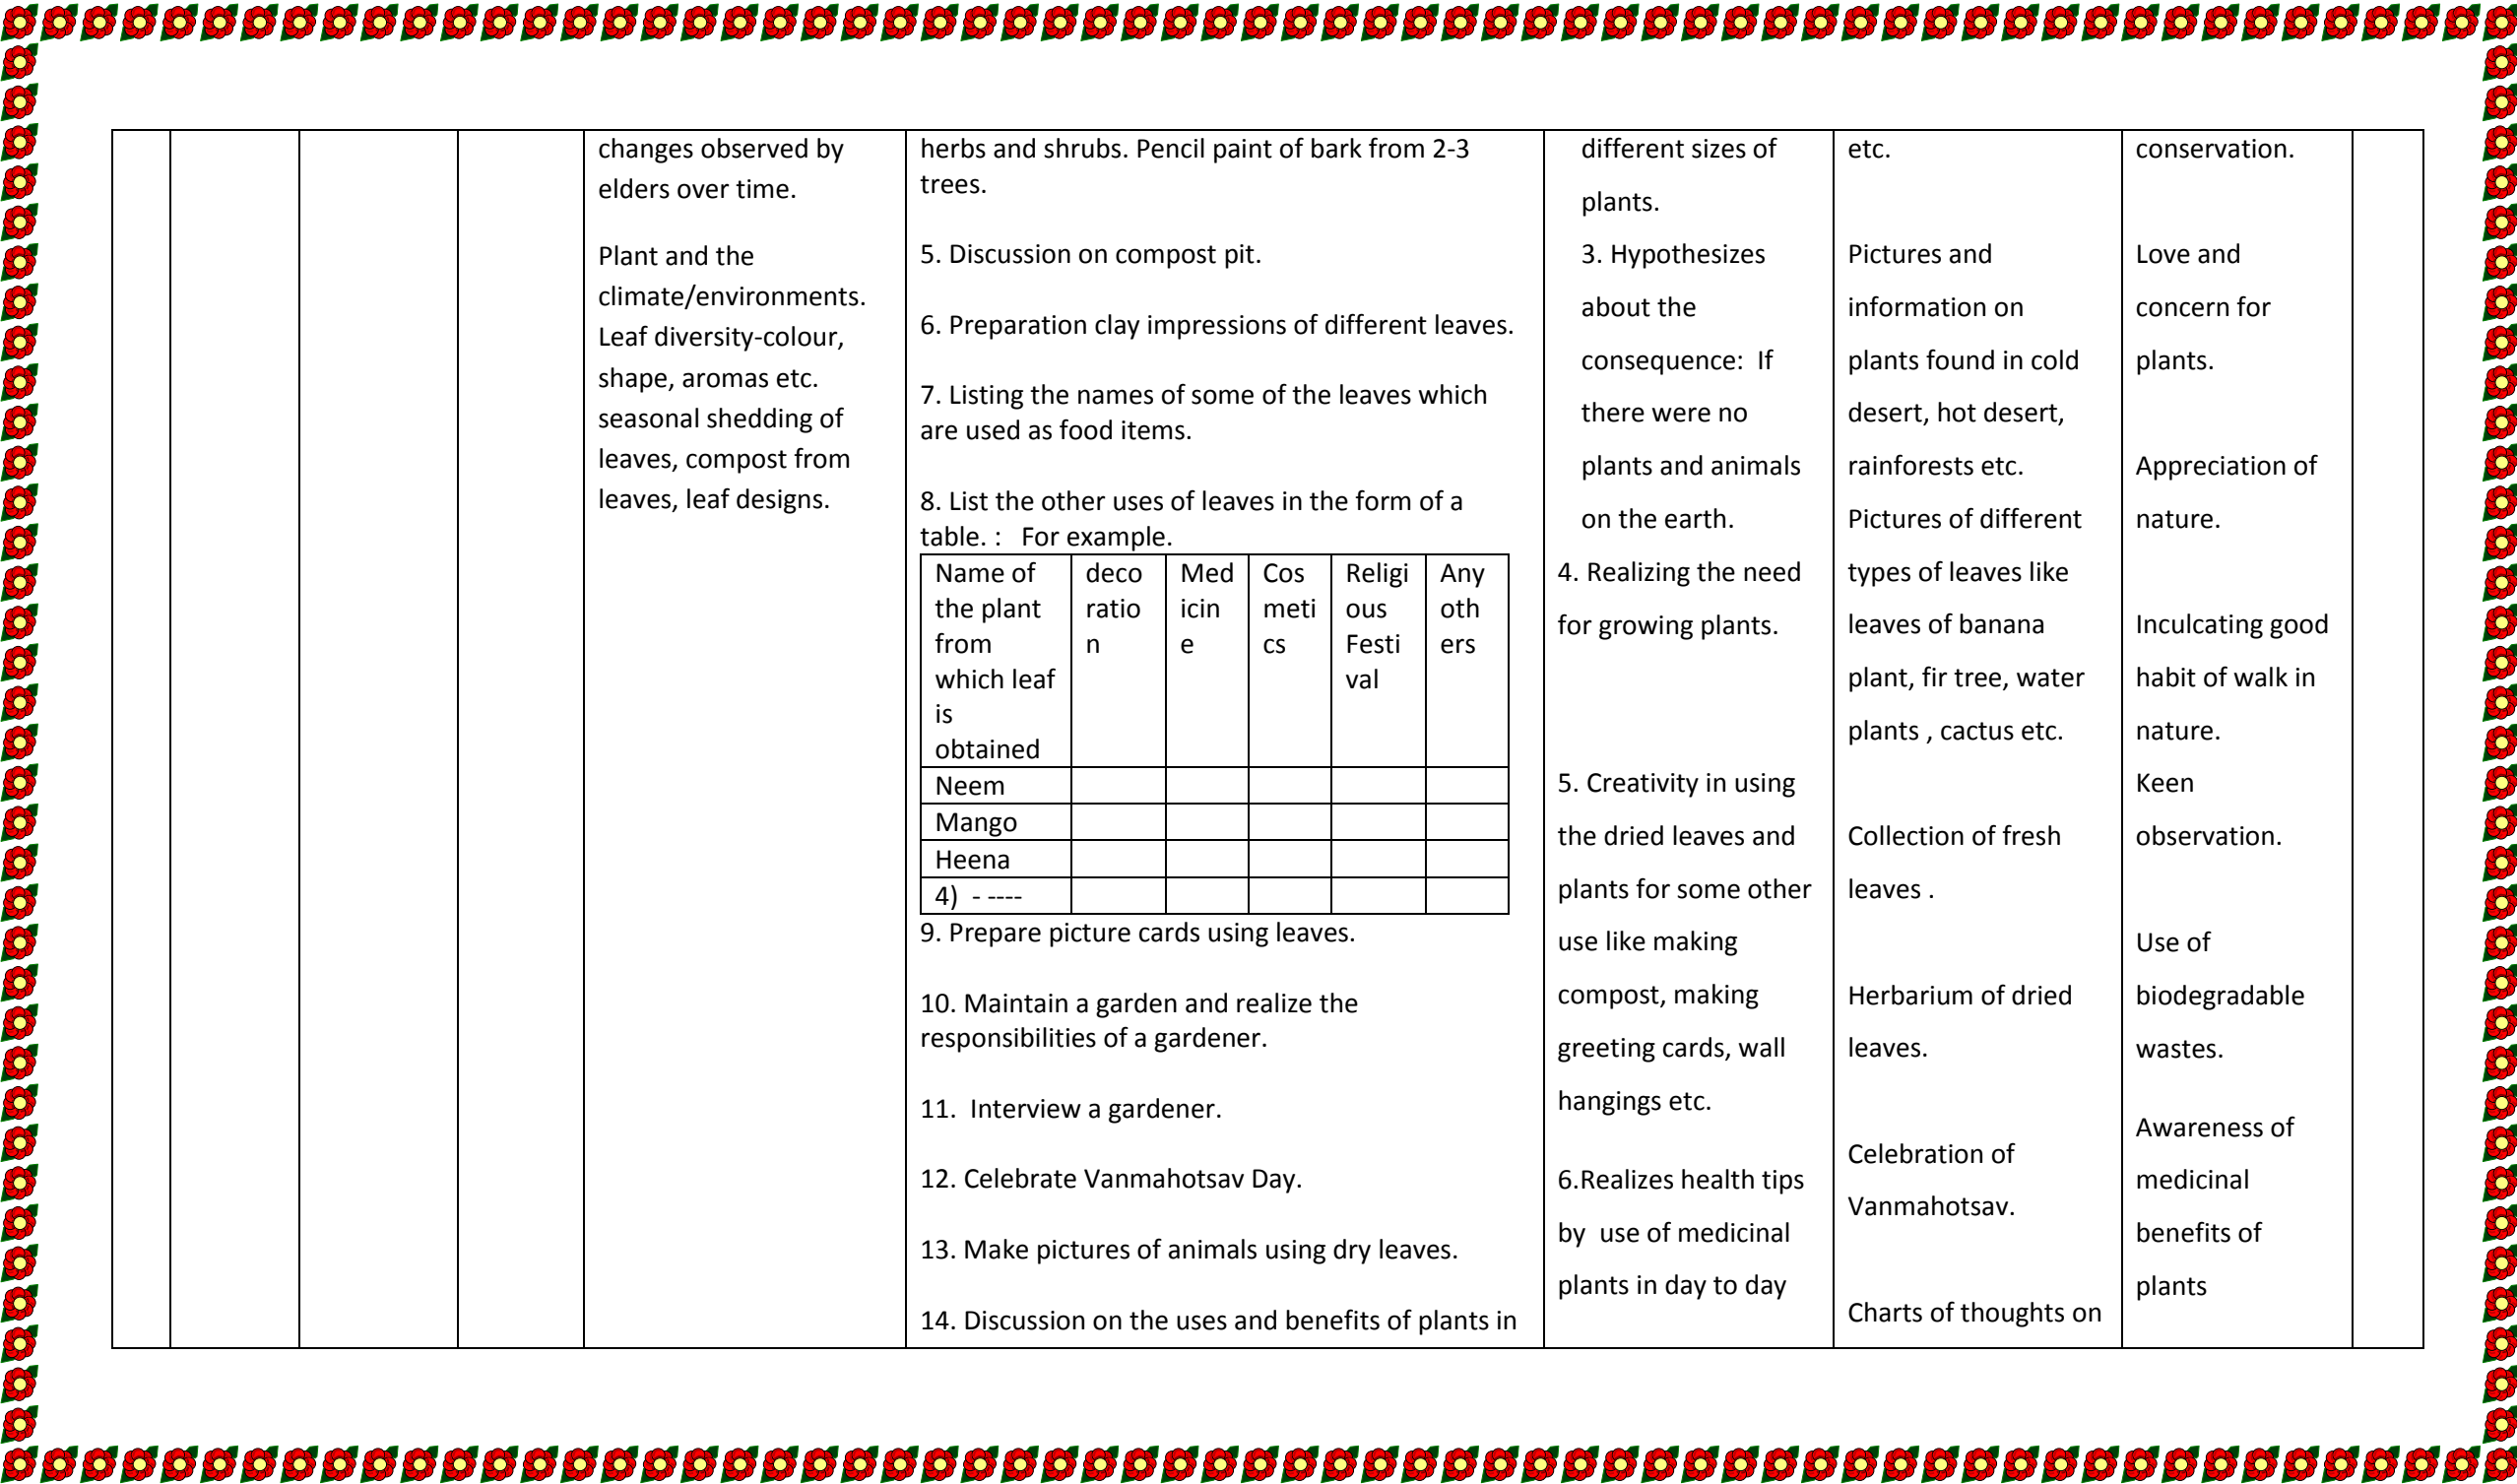 changes observed by
elders over time.
Plant and the
climate/environments.
Leaf diversity-colour,
shape, aromas etc.
seasonal shedding of
leaves, compost from
leaves, leaf designs.
herbs and shrubs. Pencil paint of bark from 2-3
trees.
5. Discussion on compost pit.
6. Preparation clay impressions of different leaves.
7. Listing the names of some of the leaves which
are used as food items.
8. List the other uses of leaves in the form of a
table. :   For example.
Name of
the plant
from
which leaf
is
obtained
deco
ratio
n
Med
icin
e
Cos
meti
cs
Religi
ous
Festi
val
Any
oth
ers
Neem
Mango
Heena
4)  - ----
9. Prepare picture cards using leaves.
10. Maintain a garden and realize the
responsibilities of a gardener.
11.  Interview a gardener.
12. Celebrate Vanmahotsav Day.
13. Make pictures of animals using dry leaves.
14. Discussion on the uses and benefits of plants in
different sizes of
plants.
3. Hypothesizes
about the
consequence:  If
there were no
plants and animals
on the earth.
4. Realizing the need
for growing plants.
5. Creativity in using
the dried leaves and
plants for some other
use like making
compost, making
greeting cards, wall
hangings etc.
6.Realizes health tips
by  use of medicinal
plants in day to day
etc.
Pictures and
information on
plants found in cold
desert, hot desert,
rainforests etc.
Pictures of different
types of leaves like
leaves of banana
plant, fir tree, water
plants , cactus etc.
Collection of fresh
leaves .
Herbarium of dried
leaves.
Celebration of
Vanmahotsav.
Charts of thoughts on
conservation.
Love and
concern for
plants.
Appreciation of
nature.
Inculcating good
habit of walk in
nature.
Keen
observation.
Use of
biodegradable
wastes.
Awareness of
medicinal
benefits of
plants